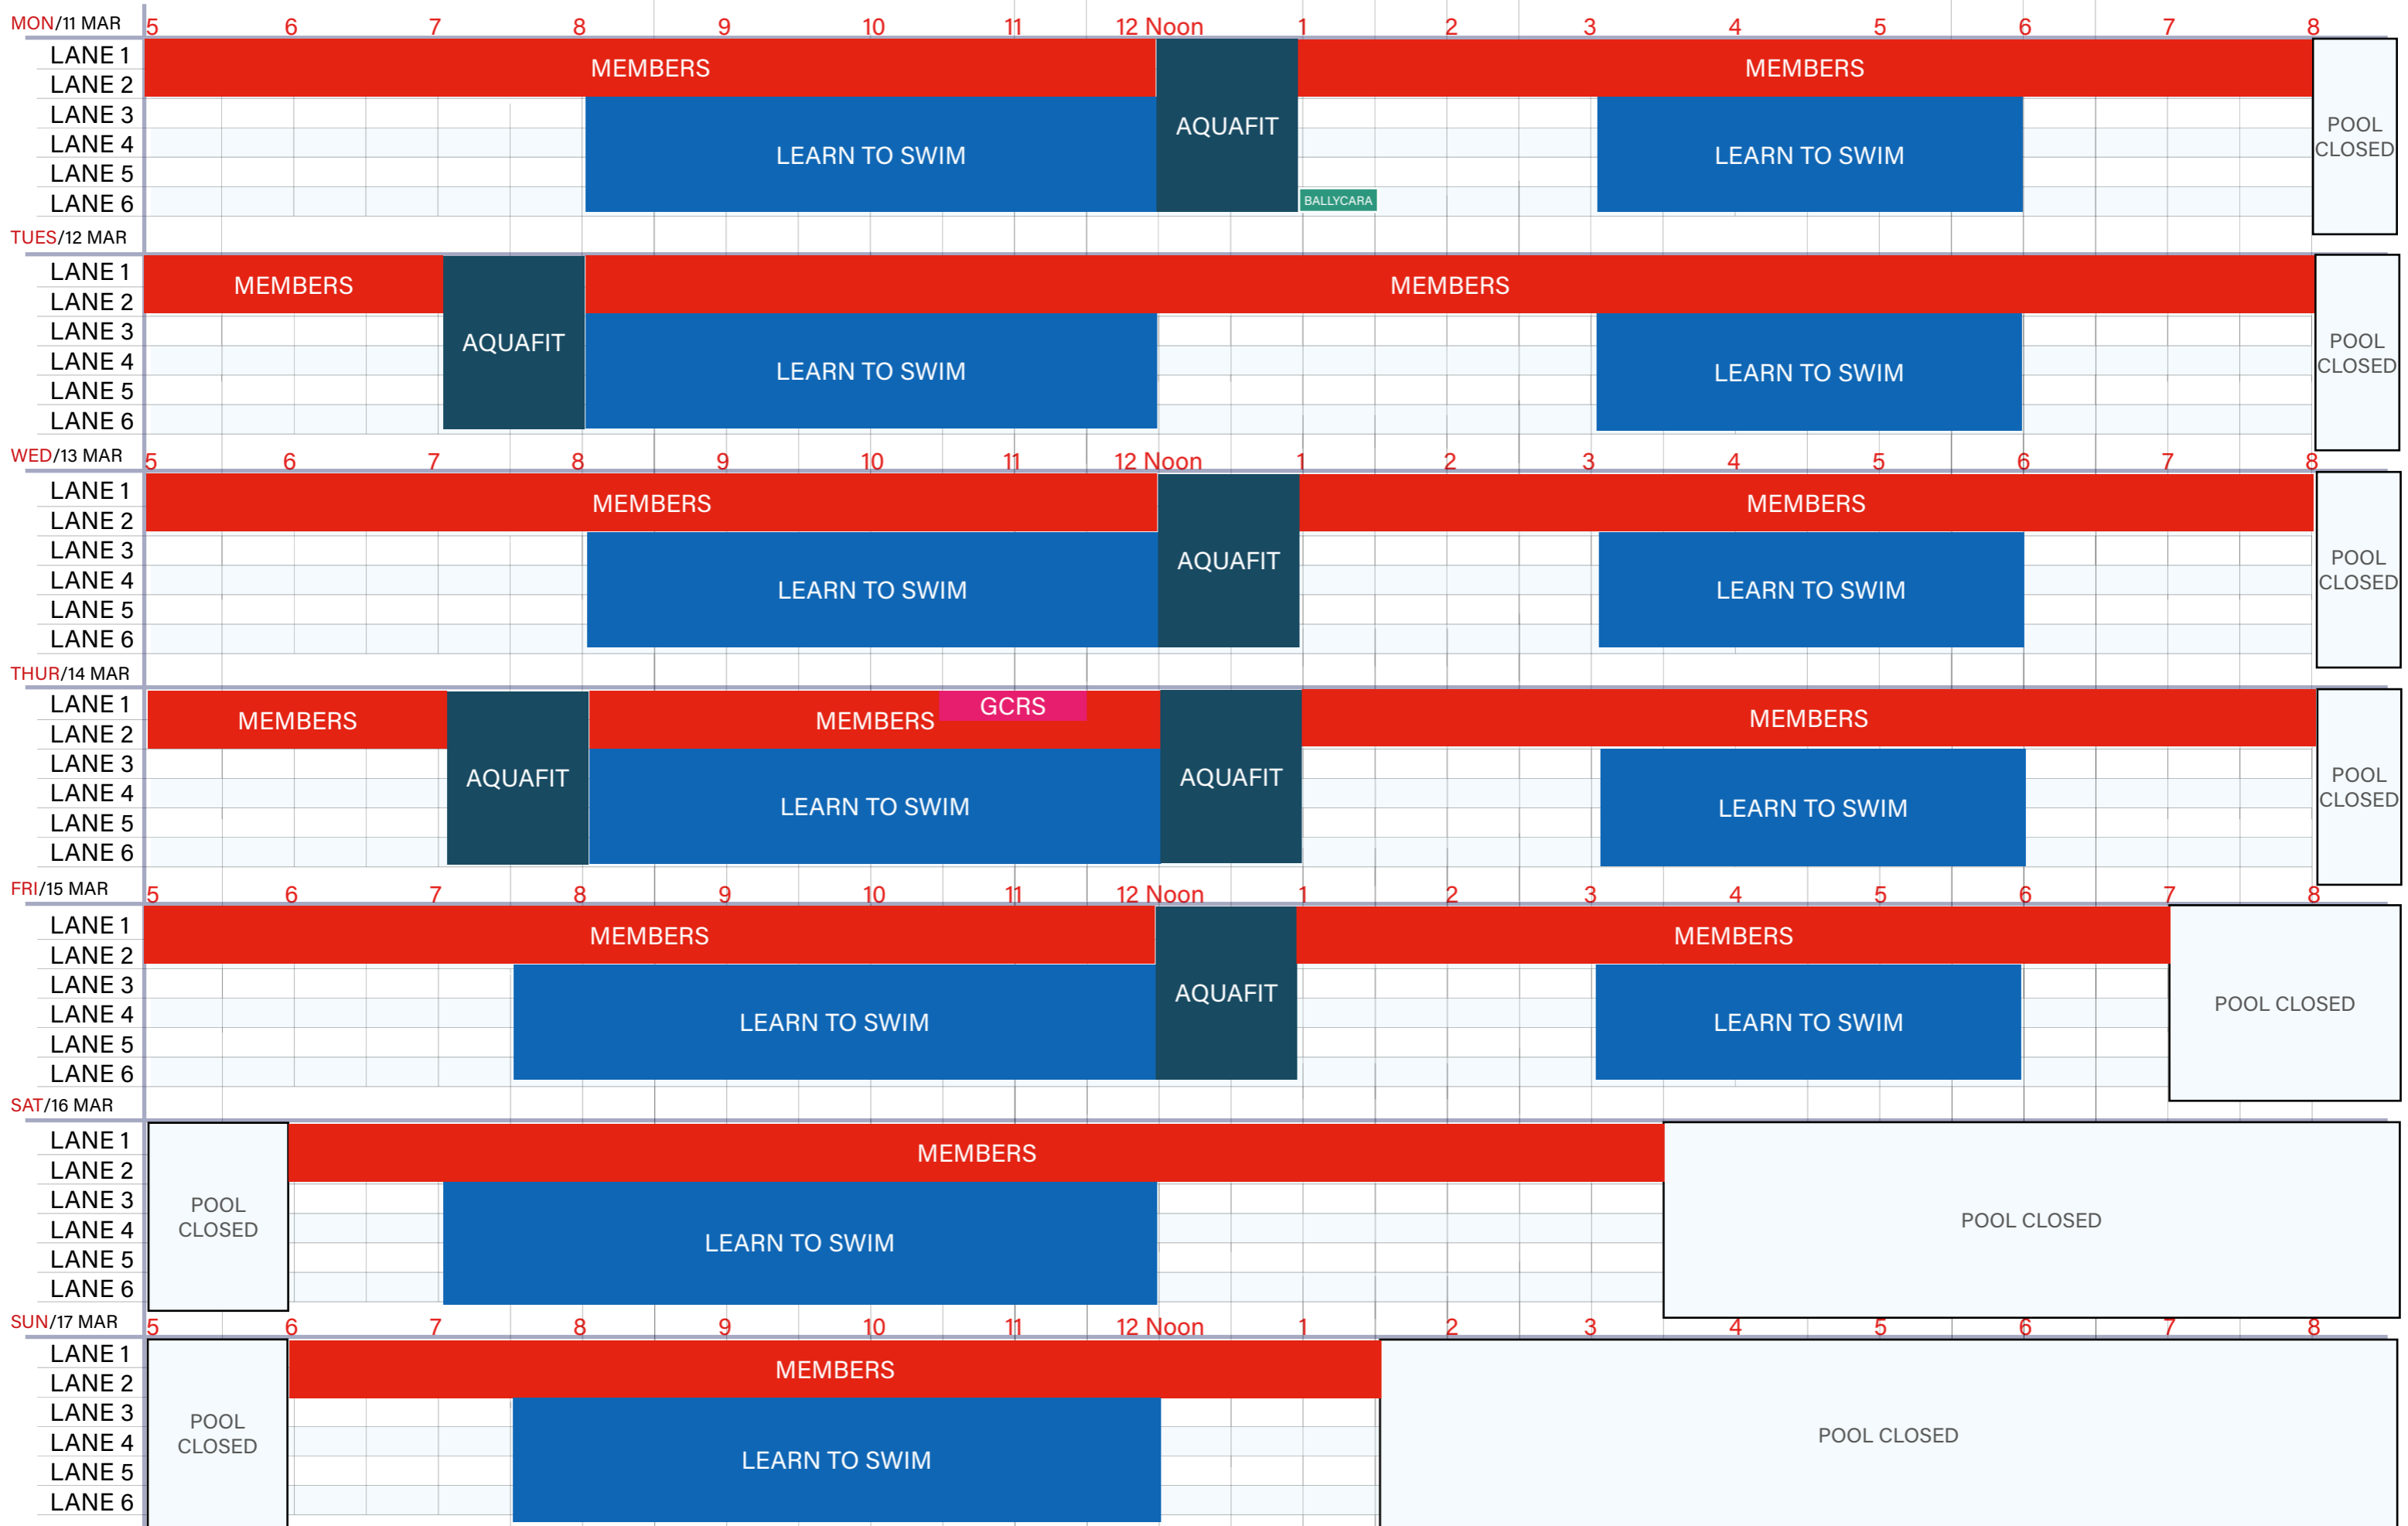 MON/11 MAR 5 6 7 8 9 10 11 12 Noon 1 2 3 4 5 6 7 8
LANE 1
MEMBERS MEMBERS
LANE 2
LANE 3
AQUAFIT
POOL
CLOSED
LANE 4
LEARN TO SWIM LEARN TO SWIM
LANE 5
LANE 6
BALLYCARA
TUES/12 MAR
LANE 1
MEMBERS MEMBERS
LANE 2
LANE 3
AQUAFIT
POOL
CLOSED
LANE 4
LEARN TO SWIM LEARN TO SWIM
LANE 5
LANE 6
WED/13 MAR 5 6 7 8 9 10 11 12 Noon 1 2 3 4 5 6 7 8
LANE 1
MEMBERS MEMBERS
LANE 2
LANE 3
AQUAFIT
POOL
CLOSED
LANE 4
LEARN TO SWIM LEARN TO SWIM
LANE 5
LANE 6
THUR/14 MAR
LANE 1
GCRS
MEMBERS MEMBERS MEMBERS
LANE 2
LANE 3
AQUAFIT AQUAFIT
POOL
CLOSED
LANE 4
LEARN TO SWIM LEARN TO SWIM
LANE 5
LANE 6
FRI/15 MAR 5 6 7 8 9 10 11 12 Noon 1 2 3 4 5 6 7 8
LANE 1
MEMBERS MEMBERS
LANE 2
LANE 3
AQUAFIT
POOL CLOSED
LANE 4
LEARN TO SWIM LEARN TO SWIM
LANE 5
LANE 6
SAT/16 MAR
LANE 1
MEMBERS
LANE 2
LANE 3
POOL
CLOSED
POOL CLOSED
LANE 4
LEARN TO SWIM
LANE 5
LANE 6
SUN/17 MAR 5 6 7 8 9 10 11 12 Noon 1 2 3 4 5 6 7 8
LANE 1
MEMBERS
LANE 2
LANE 3
POOL
CLOSED
POOL CLOSED
LANE 4
LEARN TO SWIM
LANE 5
LANE 6